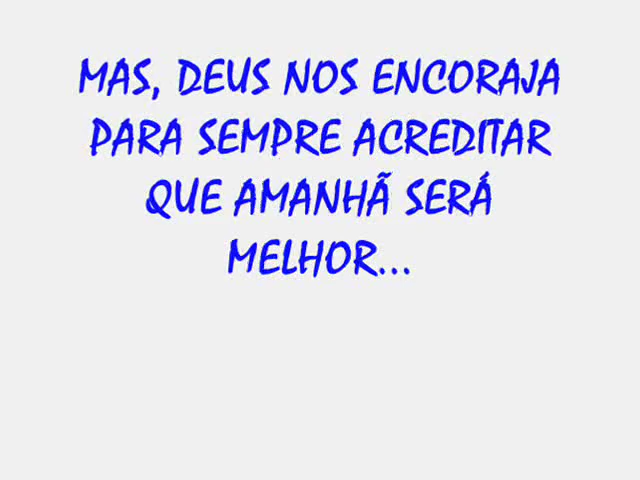 MAS, DEUS NOS ENCORAJA
PARA SEMPRE ACREDITAR
QUE AMANHÃ SERÁ
MELHOR...